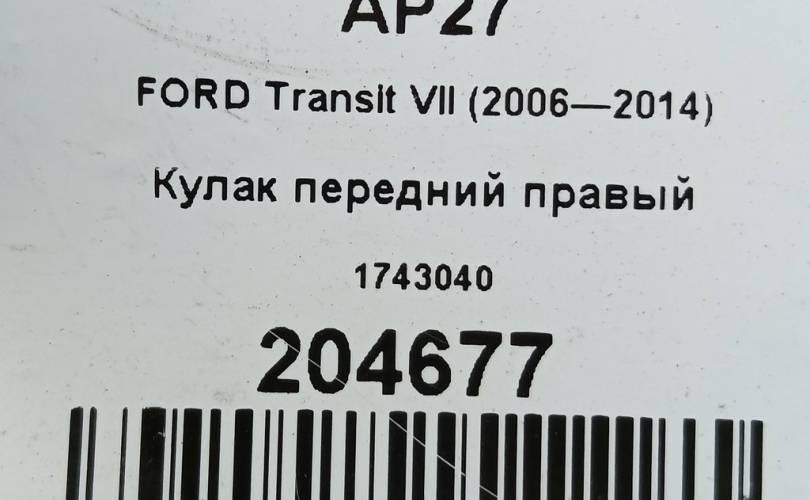 AP27
FORD Transit VII (2006—2014)
Кулак передний правый
1743040
204677